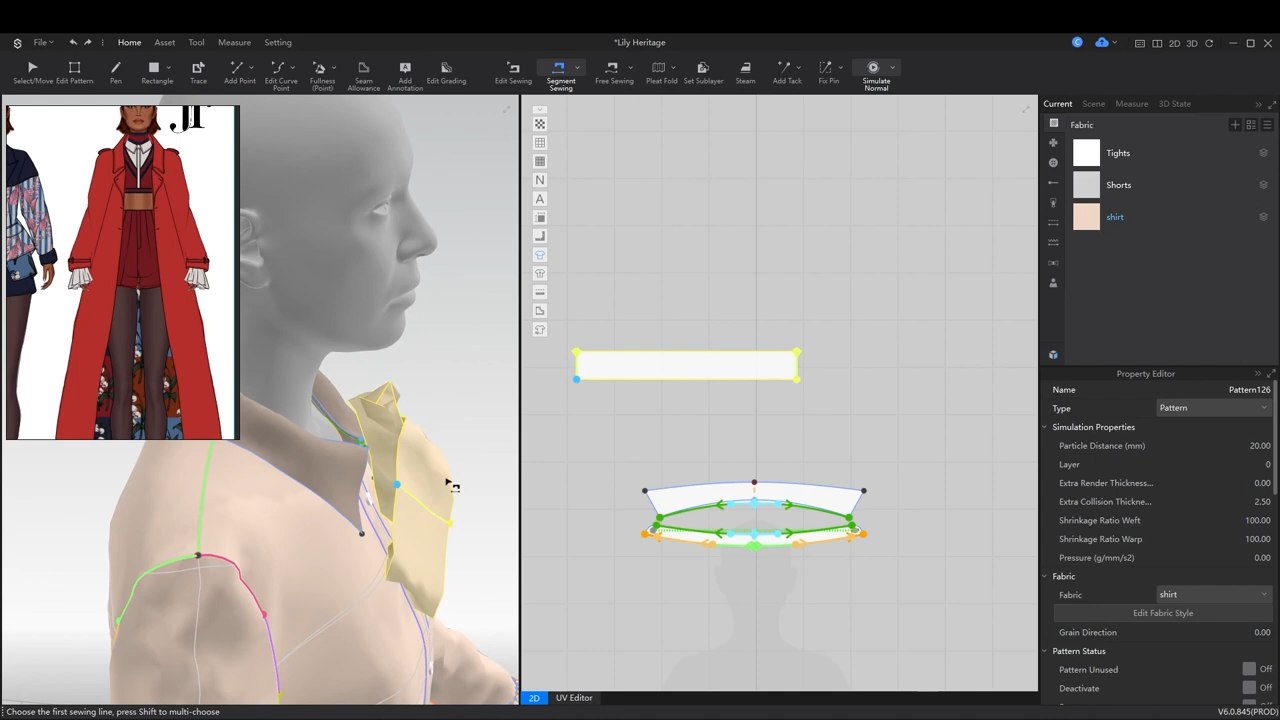 File
Home
Asset
Tool
Measure
Setting
*Lily Heritage
C
2D
3D
Select/Move
Edit Pattern
Pen
Rectangle
Trace
Add Point
Edit Curve
Point
Fullness
(Point)
Seam
Allowance
Add
Annotation
Edit Grading
Edit Sewing
Segment
Sewing
Free Sewing
Pleat Fold
Set Sublayer
Steam
Add Tack
Fix Pin
Simulate
Normal
N
A
Current
Scene
Measure
3D State
Fabric
Tights
Shorts
shirt
Property Editor
Name Pattern126
Type Pattern
Simulation Properties
Particle Distance (mm) 20.00
Layer 0
Extra Render Thickness... 0.00
Extra Collision Thickne... 2.50
Shrinkage Ratio Weft 100.00
Shrinkage Ratio Warp 100.00
Pressure (g/mm/s2) 0.00
Fabric
Fabric shirt
Edit Fabric Style
Grain Direction 0.00
Pattern Status
Pattern Unused Off
Deactivate Off
2D
UV Editor
Choose the first sewing line, press Shift to multi-choose
V6.0.845(PROD)